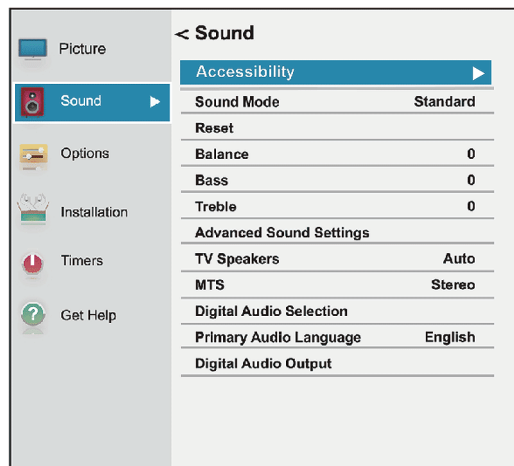 Picture
Sound
Options
Installation
Timers
Get Help
< Sound
Accessibility
Sound Mode Standard
Reset
Balance 0
Bass 0
Treble 0
Advanced Sound Settings
TV Speakers Auto
MTS Stereo
Digital Audio Selection
Primary Audio Language English
Digital Audio Output